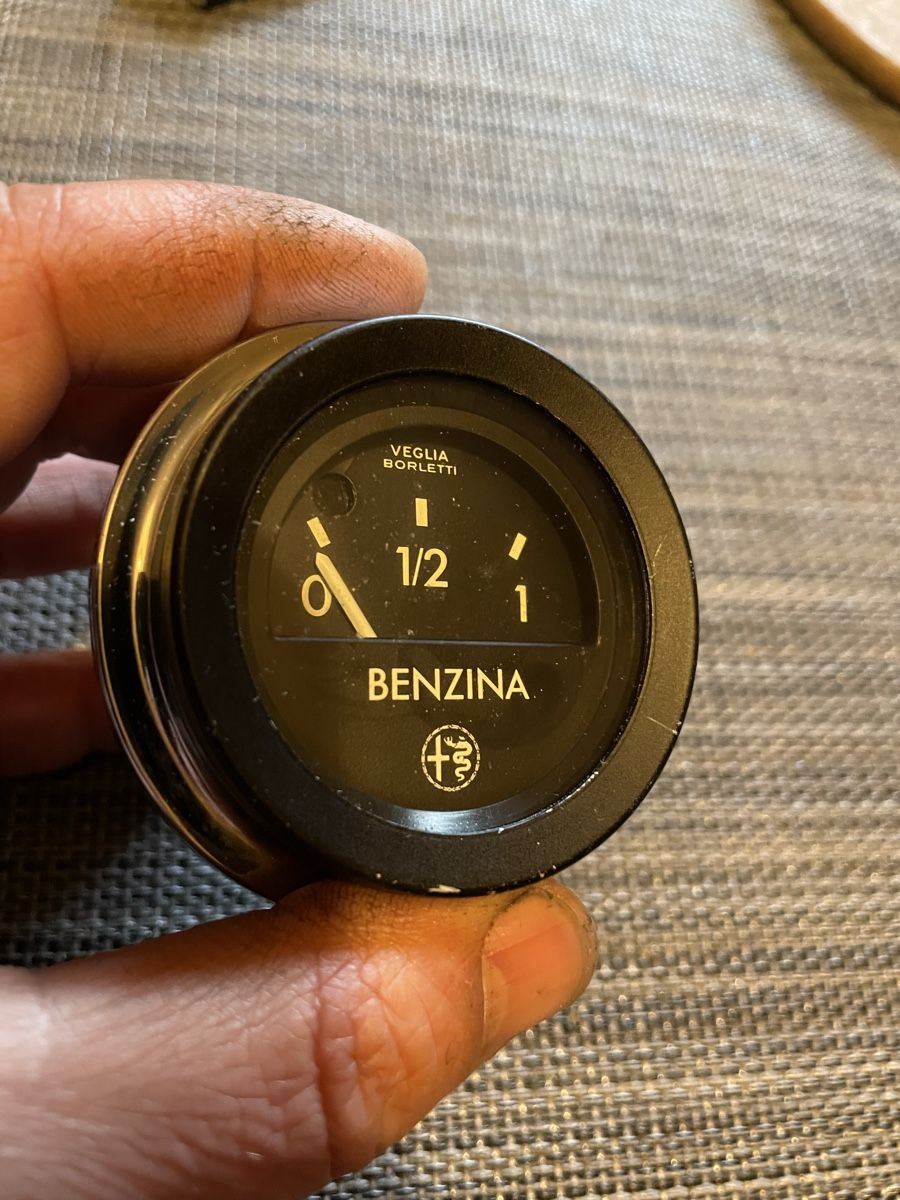 VEGLIA
BORLETTI
0 1/2 1
BENZINA